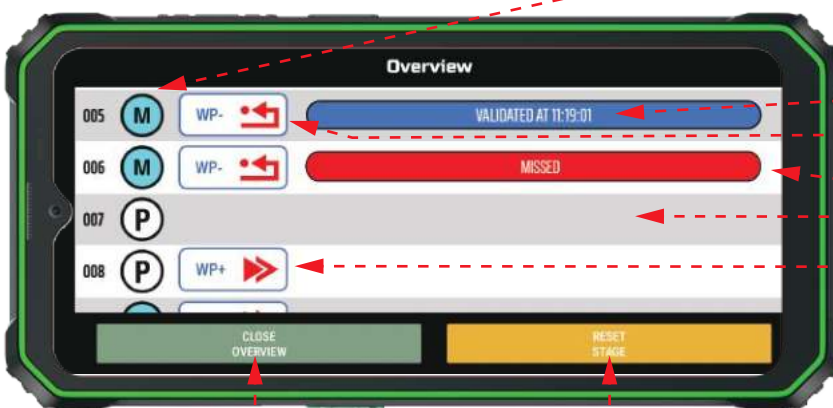 Overview
005 M WP- VALIDATED AT 11:19:01
006 M WP- MISSED
007 P
008 P WP+
CLOSE
OVERVIEW
RESET
STAGE